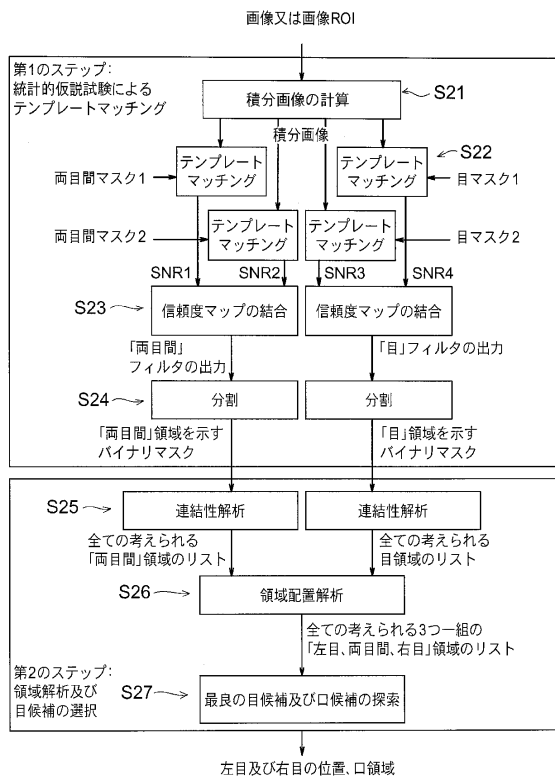 画像又は画像ROI
第1のステップ:
統計的仮説試験による
テンプレートマッチング
積分画像の計算
S21
積分画像
S22
テンプレート
マッチング
テンプレート
マッチング
両目間マスク1
目マスク1
テンプレート
マッチング
テンプレート
マッチング
両目間マスク2
目マスク2
SNR1
SNR2
SNR3
SNR4
S23
信頼度マップの結合
信頼度マップの結合
「両目間」
フィルタの出力
「目」フィルタの出力
S24
分割
分割
「両目間」領域を示す
バイナリマスク
「目」領域を示す
バイナリマスク
S25
連結性解析
連結性解析
全ての考えられる
「両目間」領域のリスト
全ての考えられる
目領域のリスト
S26
領域配置解析
全ての考えられる3つ一組の
「左目、両目間、右目」領域のリスト
第2のステップ:
領域解析及び
目候補の選択
S27
最良の目候補及び口候補の探索
左目及び右目の位置、口領域